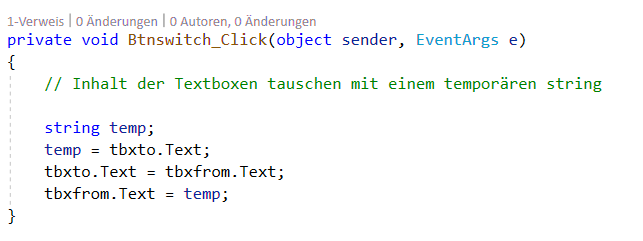 1-Verweis | 0 Änderungen | 0 Autoren, 0 Änderungen
private void Btnswitch_Click(object sender, EventArgs e)
{
// Inhalt der Textboxen tauschen mit einem temporären string
string temp;
temp = tbxto.Text;
tbxto.Text = tbxfrom.Text;
tbxfrom.Text = temp;
}